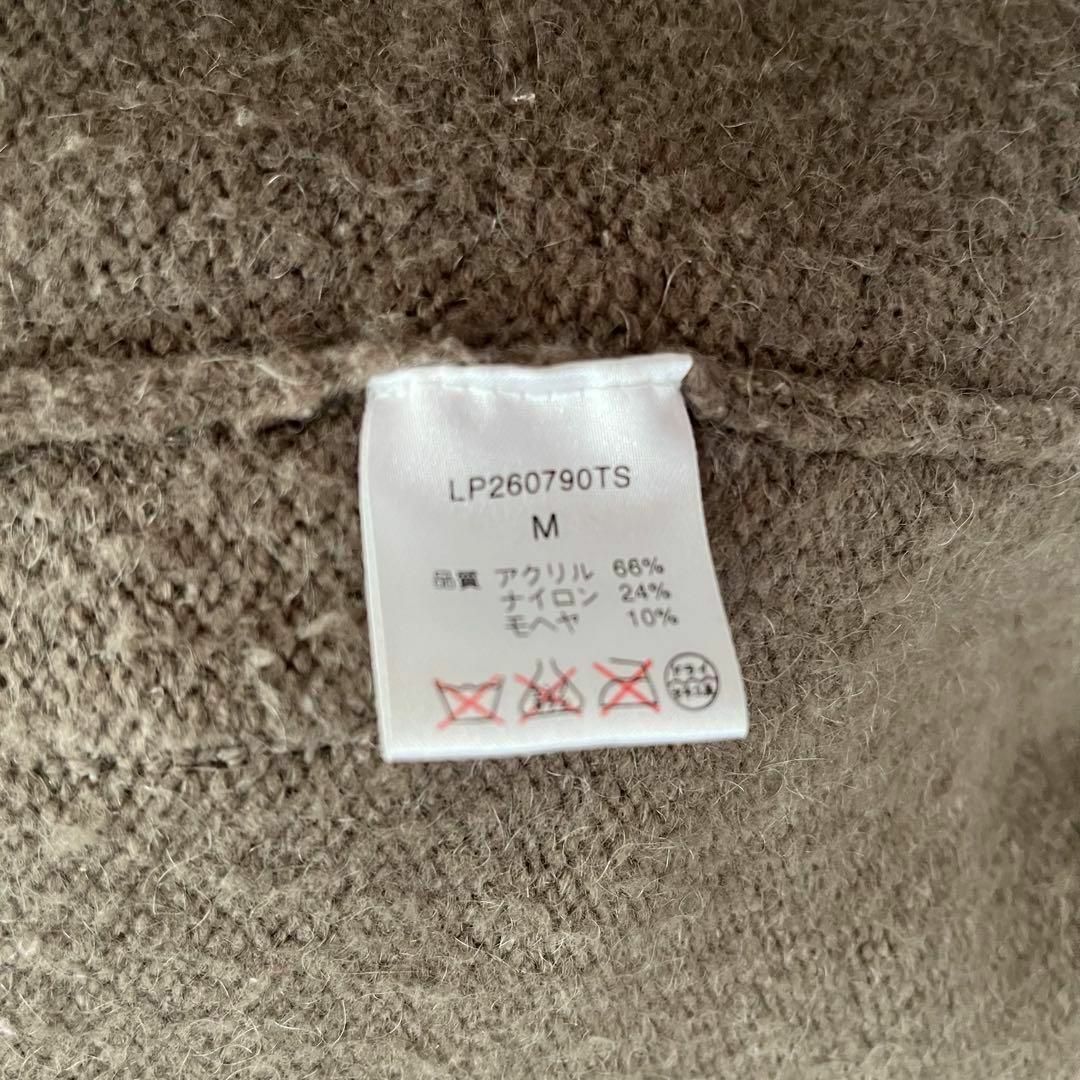 LP260790TS
M
品質 アクリル 66%
ナイロン 24%
モヘヤ 10%
ドライ